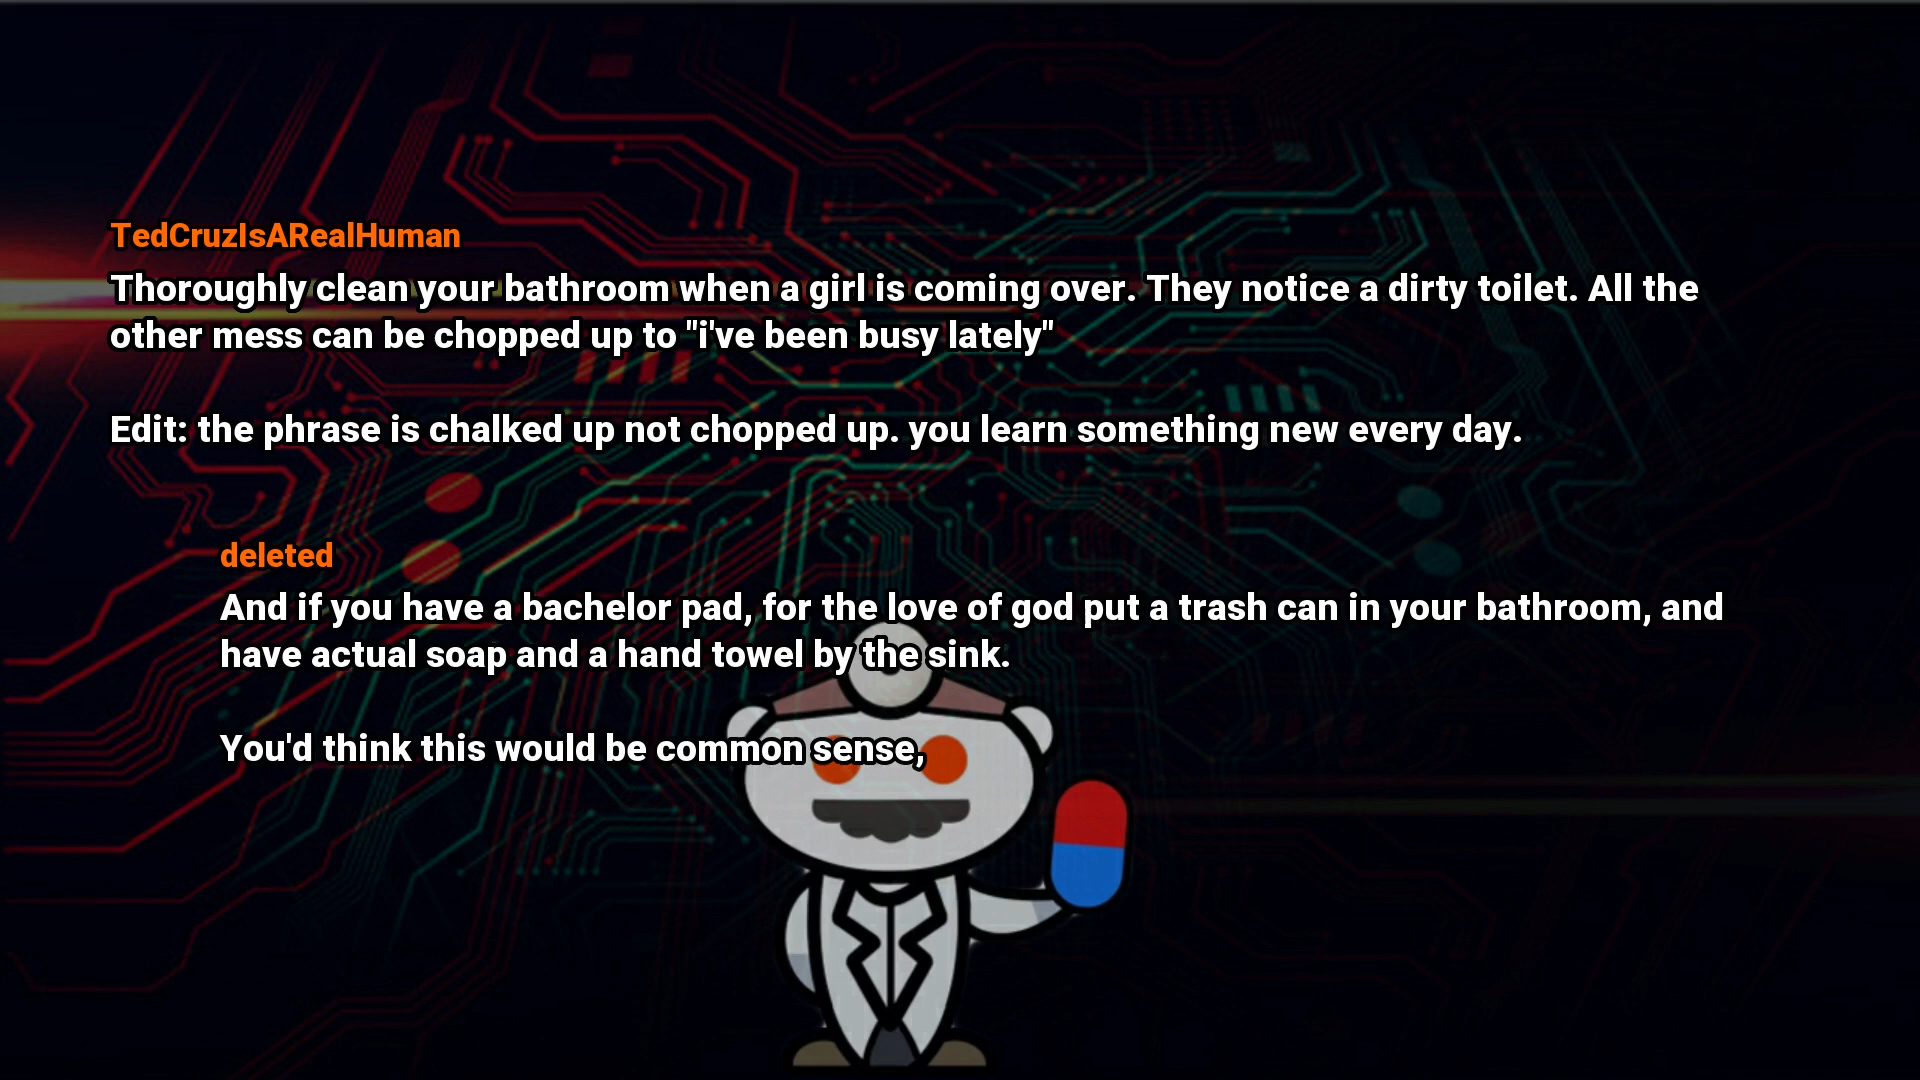 TedCruzIsARealHuman
Thoroughly clean your bathroom when a girl is coming over. They notice a dirty toilet. All the
other mess can be chopped up to "i've been busy lately"
Edit: the phrase is chalked up not chopped up. you learn something new every day.
deleted
And if you have a bachelor pad, for the love of god put a trash can in your bathroom, and
have actual soap and a hand towel by the sink.
You'd think this would be common sense,